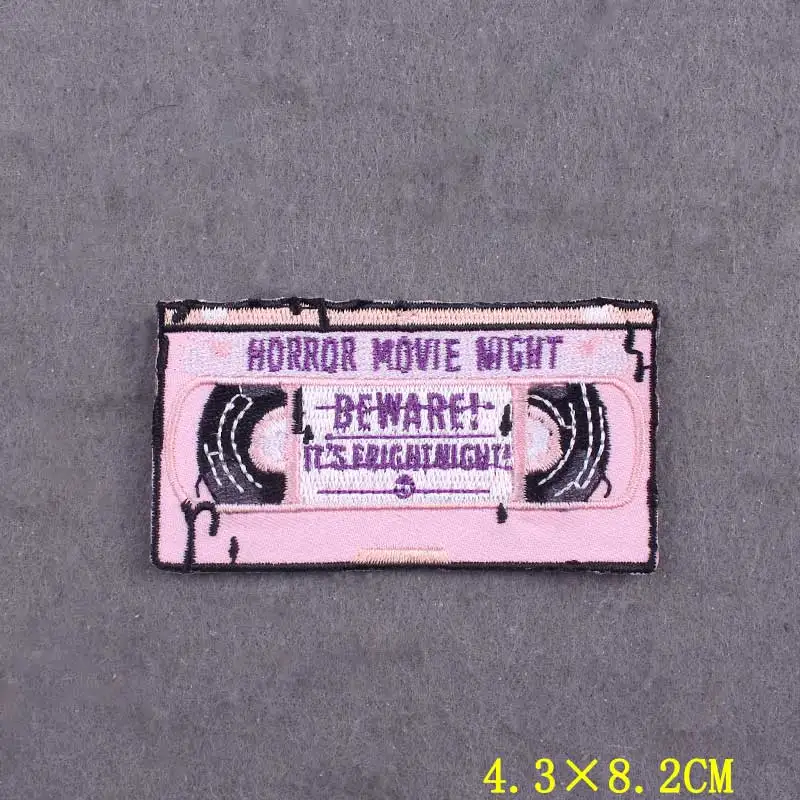 HORROR MOVIE NIGHT
BEWARE!
IT'S FRIGHT NIGHT!
4.3×8.2CM